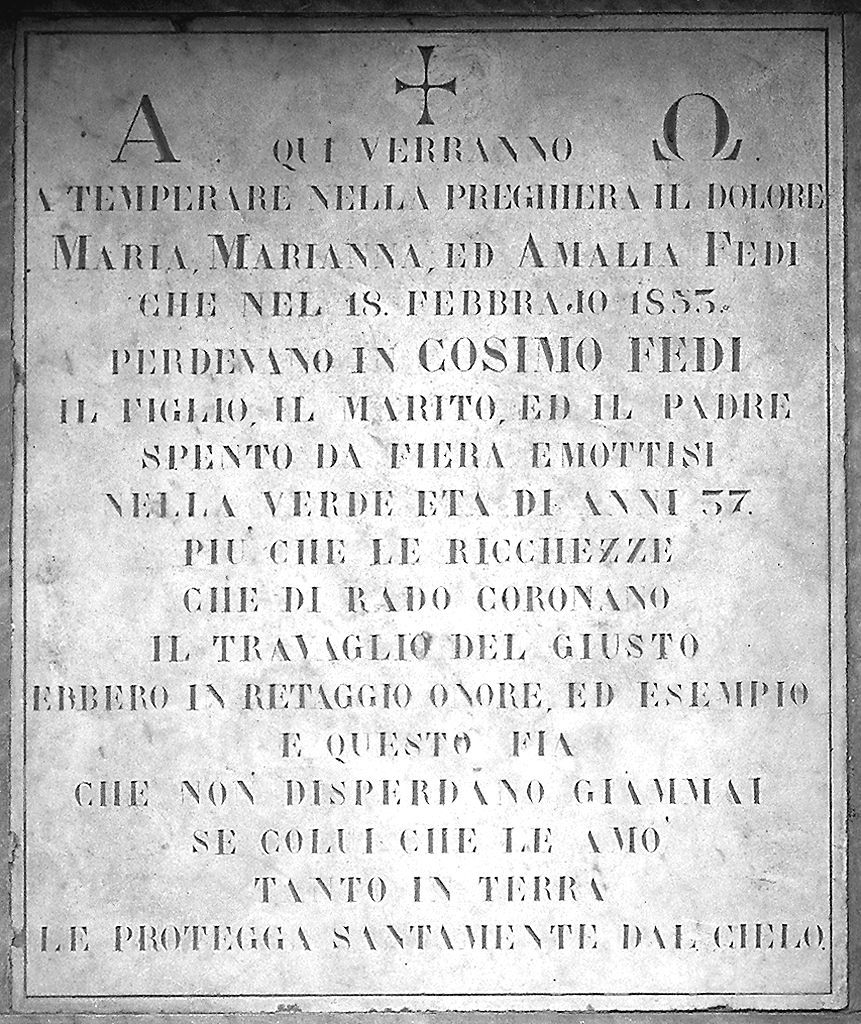 Α . ✠ Ω .
QUI VERRANNO
A TEMPERARE NELLA PREGHIERA IL DOLORE
MARIA, MARIANNA, ED AMALIA FEDI
CHE NEL 18. FEBBRAJO 1853.
PERDEVANO IN COSIMO FEDI
IL FIGLIO, IL MARITO, ED IL PADRE
SPENTO DA FIERA EMOTTISI
NELLA VERDE ETA DI ANNI 37.
PIU' CHE LE RICCHEZZE
CHE DI RADO CORONANO
IL TRAVAGLIO DEL GIUSTO
EBBERO IN RETAGGIO ONORE, ED ESEMPIO
E QUESTO FIA
CHE NON DISPERDANO GIAMMAI
SE COLUI CHE LE AMO'
TANTO IN TERRA
LE PROTEGGA SANTAMENTE DAL CIELO.